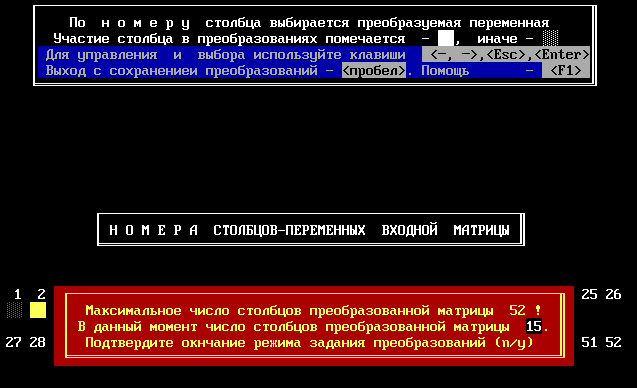 По н о м е р у столбца выбирается преобразуемая переменная
Участие столбца в преобразованиях помечается - , иначе -
Для управления и выбора используйте клавиши <-, ->,<Esc>,<Enter>
Выход с сохранениеи преобразований - <пробел>. Помощь - <F1>
Н О М Е Р А СТОЛБЦОВ-ПЕРЕМЕННЫХ ВХОДНОЙ МАТРИЦЫ
1 2 25 26
Максимальное число столбцов преобразованной матрицы 52 !
В данный момент число столбцов преобразованной матрицы 15.
27 28 Подтвердите окнчание режима задания преобразований (n/y) 51 52